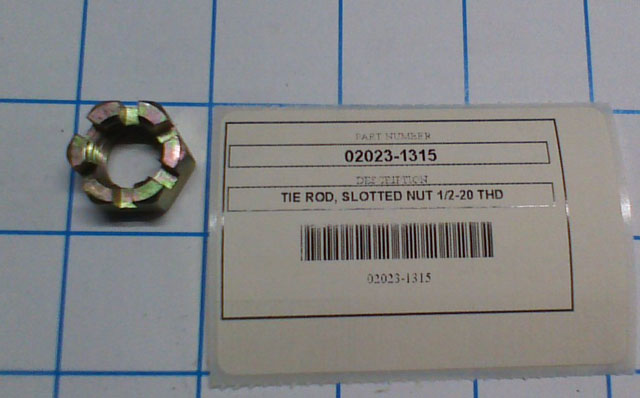 PART NUMBER
02023-1315
DESCRIPTION
TIE ROD, SLOTTED NUT 1/2-20 THD
02023-1315